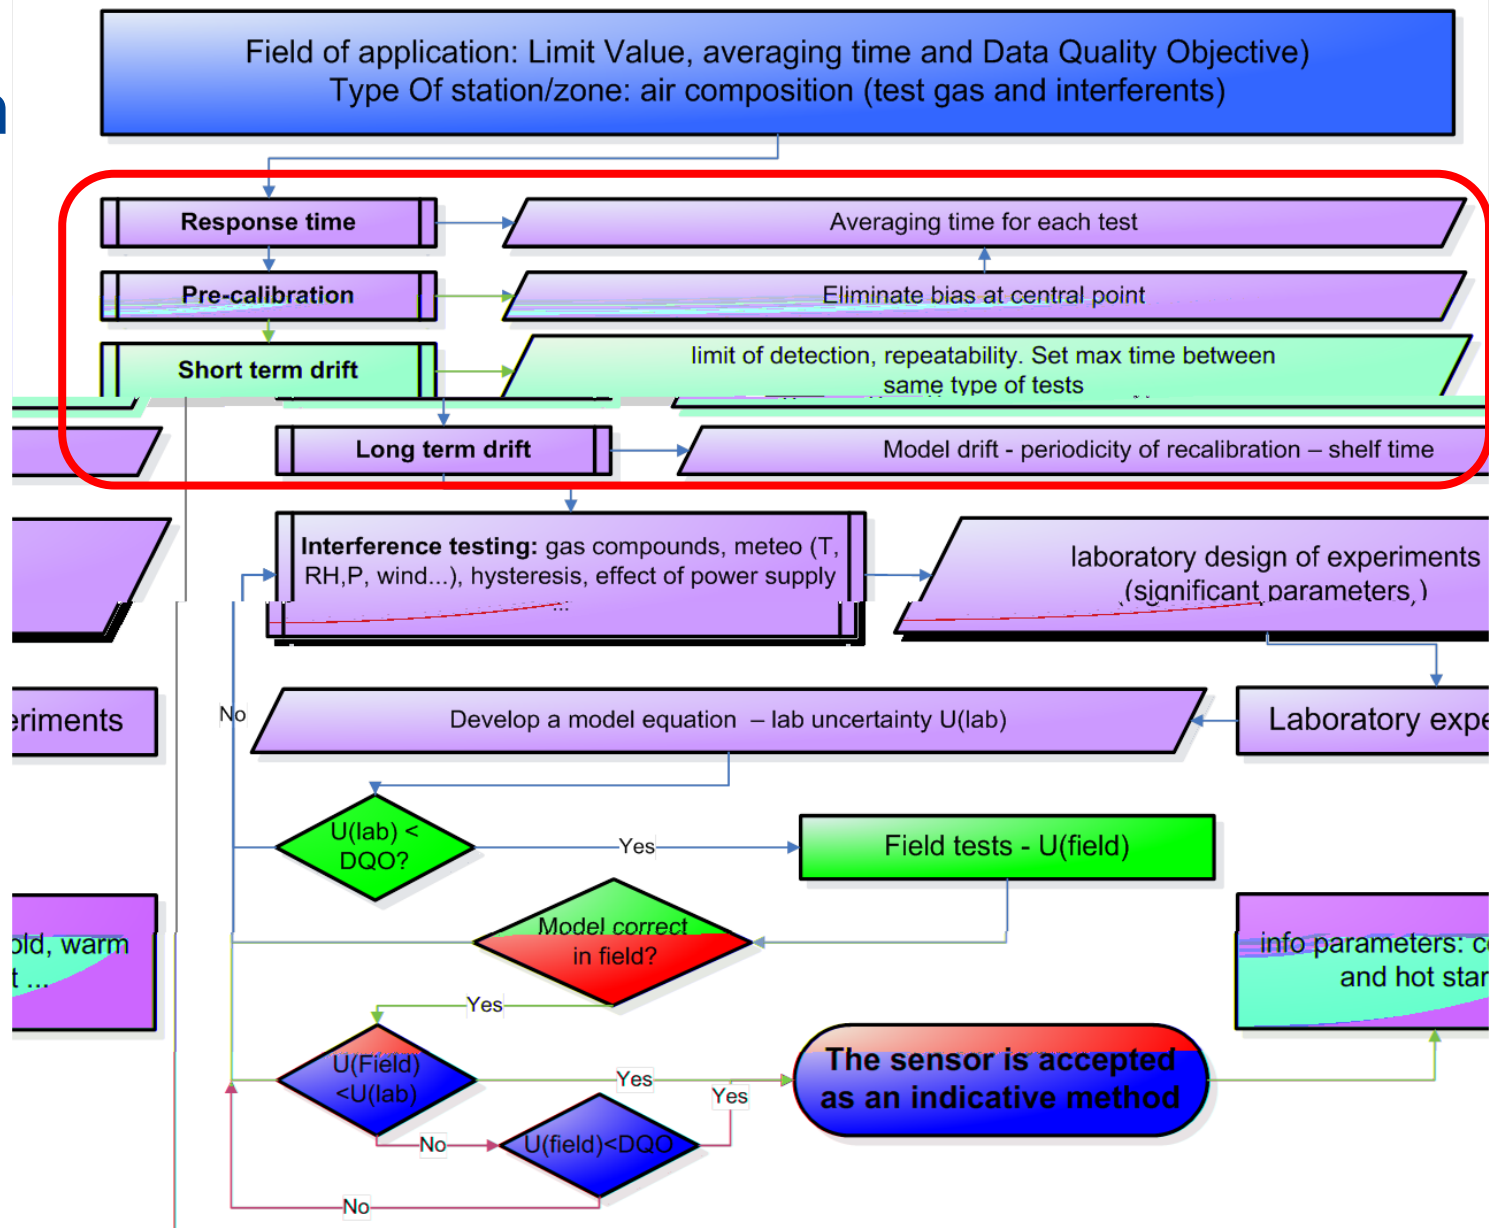 Field of application: Limit Value, averaging time and Data Quality Objective)
Type Of station/zone: air composition (test gas and interferents)
Response time
Averaging time for each test
Pre-calibration
Eliminate bias at central point
Short term drift
limit of detection, repeatability. Set max time between
same type of tests
Long term drift
Model drift - periodicity of recalibration – shelf time
Interference testing: gas compounds, meteo (T,
RH,P, wind...), hysteresis, effect of power supply
...
laboratory design of experiments
(significant parameters,)
eriments
No
Develop a model equation – lab uncertainty U(lab)
Laboratory expe
U(lab) <
DQO?
Yes
Field tests - U(field)
Model correct
in field?
old, warm
t ...
info parameters: c
and hot star
Yes
U(Field)
<U(lab)
Yes
The sensor is accepted
as an indicative method
Yes
No
U(field)<DQO
No